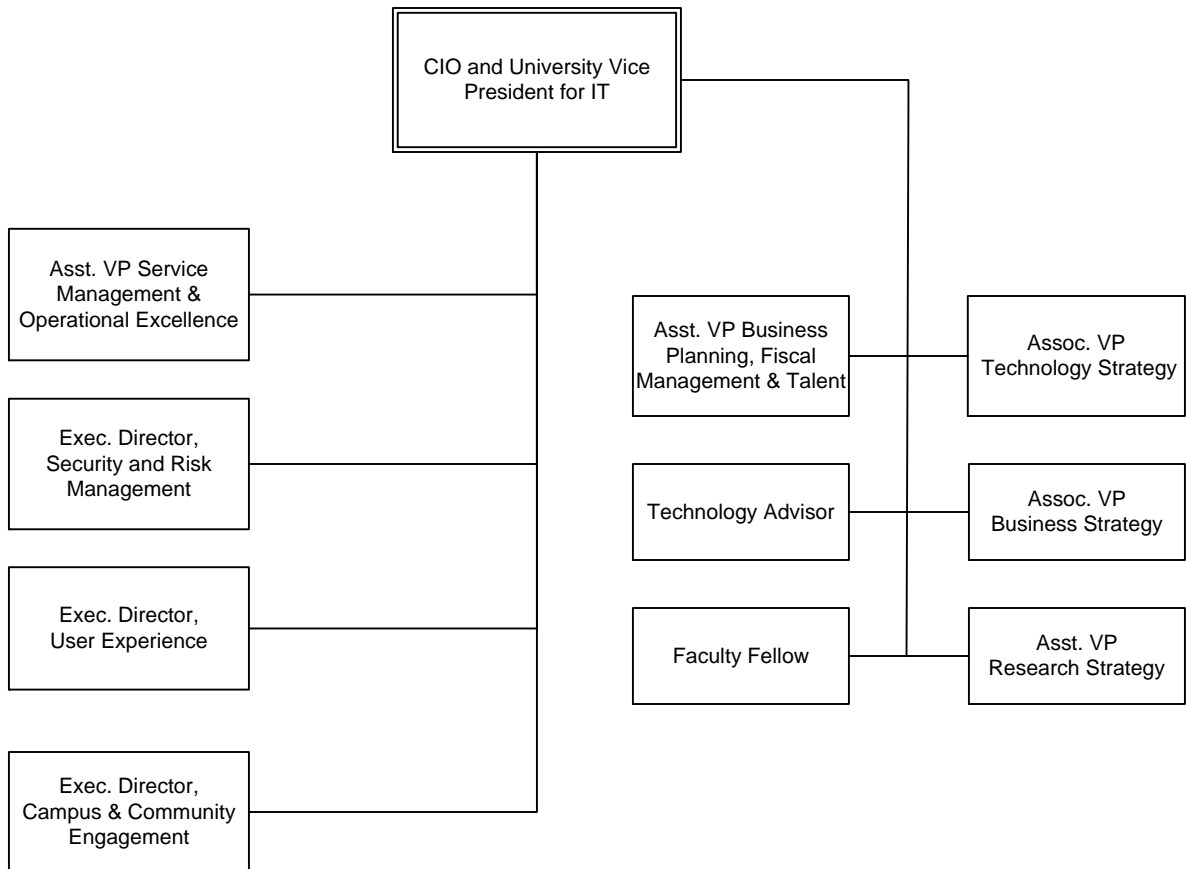 CIO and University Vice
President for IT
Asst. VP Service
Management &
Operational Excellence
Exec. Director,
Security and Risk
Management
Exec. Director,
User Experience
Exec. Director,
Campus & Community
Engagement
Asst. VP Business
Planning, Fiscal
Management & Talent
Assoc. VP
Technology Strategy
Technology Advisor
Assoc. VP
Business Strategy
Faculty Fellow
Asst. VP
Research Strategy